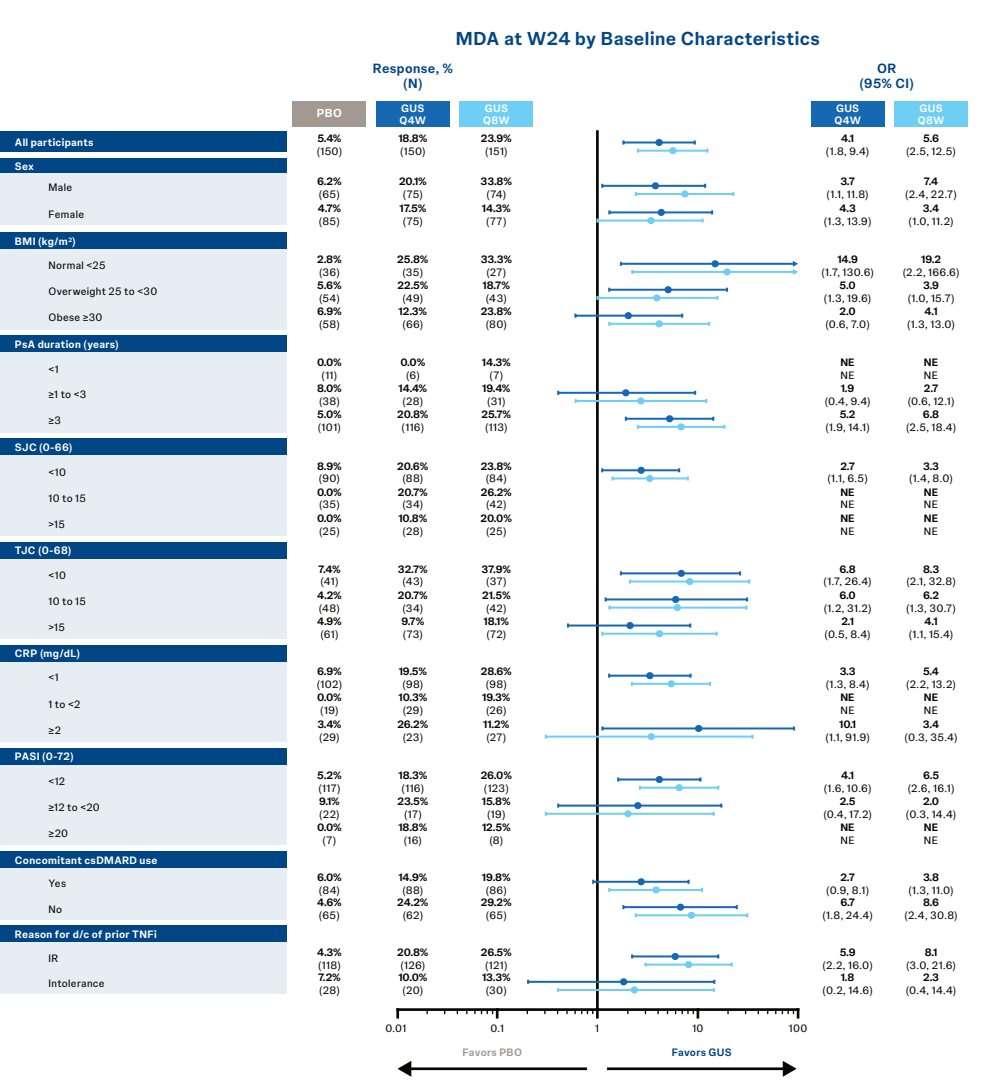 MDA at W24 by Baseline Characteristics
Response, %
(N)
OR
(95% CI)
PBO
GUS
Q4W
GUS
Q8W
GUS
Q4W
GUS
Q8W
All participants 5.4% 18.8% 23.9% 4.1 5.6
(150) (150) (151) (1.8, 9.4) (2.5, 12.5)
Sex
Male 6.2% 20.1% 33.8% 3.7 7.4
(65) (75) (74) (1.1, 11.8) (2.4, 22.7)
Female 4.7% 17.5% 14.3% 4.3 3.4
(85) (75) (77) (1.3, 13.9) (1.0, 11.2)
BMI (kg/m²)
Normal <25 2.8% 25.8% 33.3% 14.9 19.2
(36) (35) (27) (1.7, 130.6) (2.2, 166.6)
Overweight 25 to <30 5.6% 22.5% 18.7% 5.0 3.9
(54) (49) (43) (1.3, 19.6) (1.0, 15.7)
Obese ≥30 6.9% 12.3% 23.8% 2.0 4.1
(58) (66) (80) (0.6, 7.0) (1.3, 13.0)
PsA duration (years)
<1 0.0% 0.0% 14.3% NE NE
(11) (6) (7) NE NE
≥1 to <3 8.0% 14.4% 19.4% 1.9 2.7
(38) (28) (31) (0.4, 9.4) (0.6, 12.1)
≥3 5.0% 20.8% 25.7% 5.2 6.8
(101) (116) (113) (1.9, 14.1) (2.5, 18.4)
SJC (0-66)
<10 8.9% 20.6% 23.8% 2.7 3.3
(90) (88) (84) (1.1, 6.5) (1.4, 8.0)
10 to 15 0.0% 20.7% 26.2% NE NE
(35) (34) (42) NE NE
>15 0.0% 10.8% 20.0% NE NE
(25) (28) (25) NE NE
TJC (0-68)
<10 7.4% 32.7% 37.9% 6.8 8.3
(41) (43) (37) (1.7, 26.4) (2.1, 32.8)
10 to 15 4.2% 20.7% 21.5% 6.0 6.2
(48) (34) (42) (1.2, 31.2) (1.3, 30.7)
>15 4.9% 9.7% 18.1% 2.1 4.1
(61) (73) (72) (0.5, 8.4) (1.1, 15.4)
CRP (mg/dL)
<1 6.9% 19.5% 28.6% 3.3 5.4
(102) (98) (98) (1.3, 8.4) (2.2, 13.2)
1 to <2 0.0% 10.3% 19.3% NE NE
(19) (29) (26) NE NE
≥2 3.4% 26.2% 11.2% 10.1 3.4
(29) (23) (27) (1.1, 91.9) (0.3, 35.4)
PASI (0-72)
<12 5.2% 18.3% 26.0% 4.1 6.5
(117) (116) (123) (1.6, 10.6) (2.6, 16.1)
≥12 to <20 9.1% 23.5% 15.8% 2.5 2.0
(22) (17) (19) (0.4, 17.2) (0.3, 14.4)
≥20 0.0% 18.8% 12.5% NE NE
(7) (16) (8) NE NE
Concomitant csDMARD use
Yes 6.0% 14.9% 19.8% 2.7 3.8
(84) (88) (86) (0.9, 8.1) (1.3, 11.0)
No 4.6% 24.2% 29.2% 6.7 8.6
(65) (62) (65) (1.8, 24.4) (2.4, 30.8)
Reason for d/c of prior TNFi
IR 4.3% 20.8% 26.5% 5.9 8.1
(118) (126) (121) (2.2, 16.0) (3.0, 21.6)
Intolerance 7.2% 10.0% 13.3% 1.8 2.3
(28) (20) (30) (0.2, 14.6) (0.4, 14.4)
0.01 0.1 1 10 100
Favors PBO Favors GUS